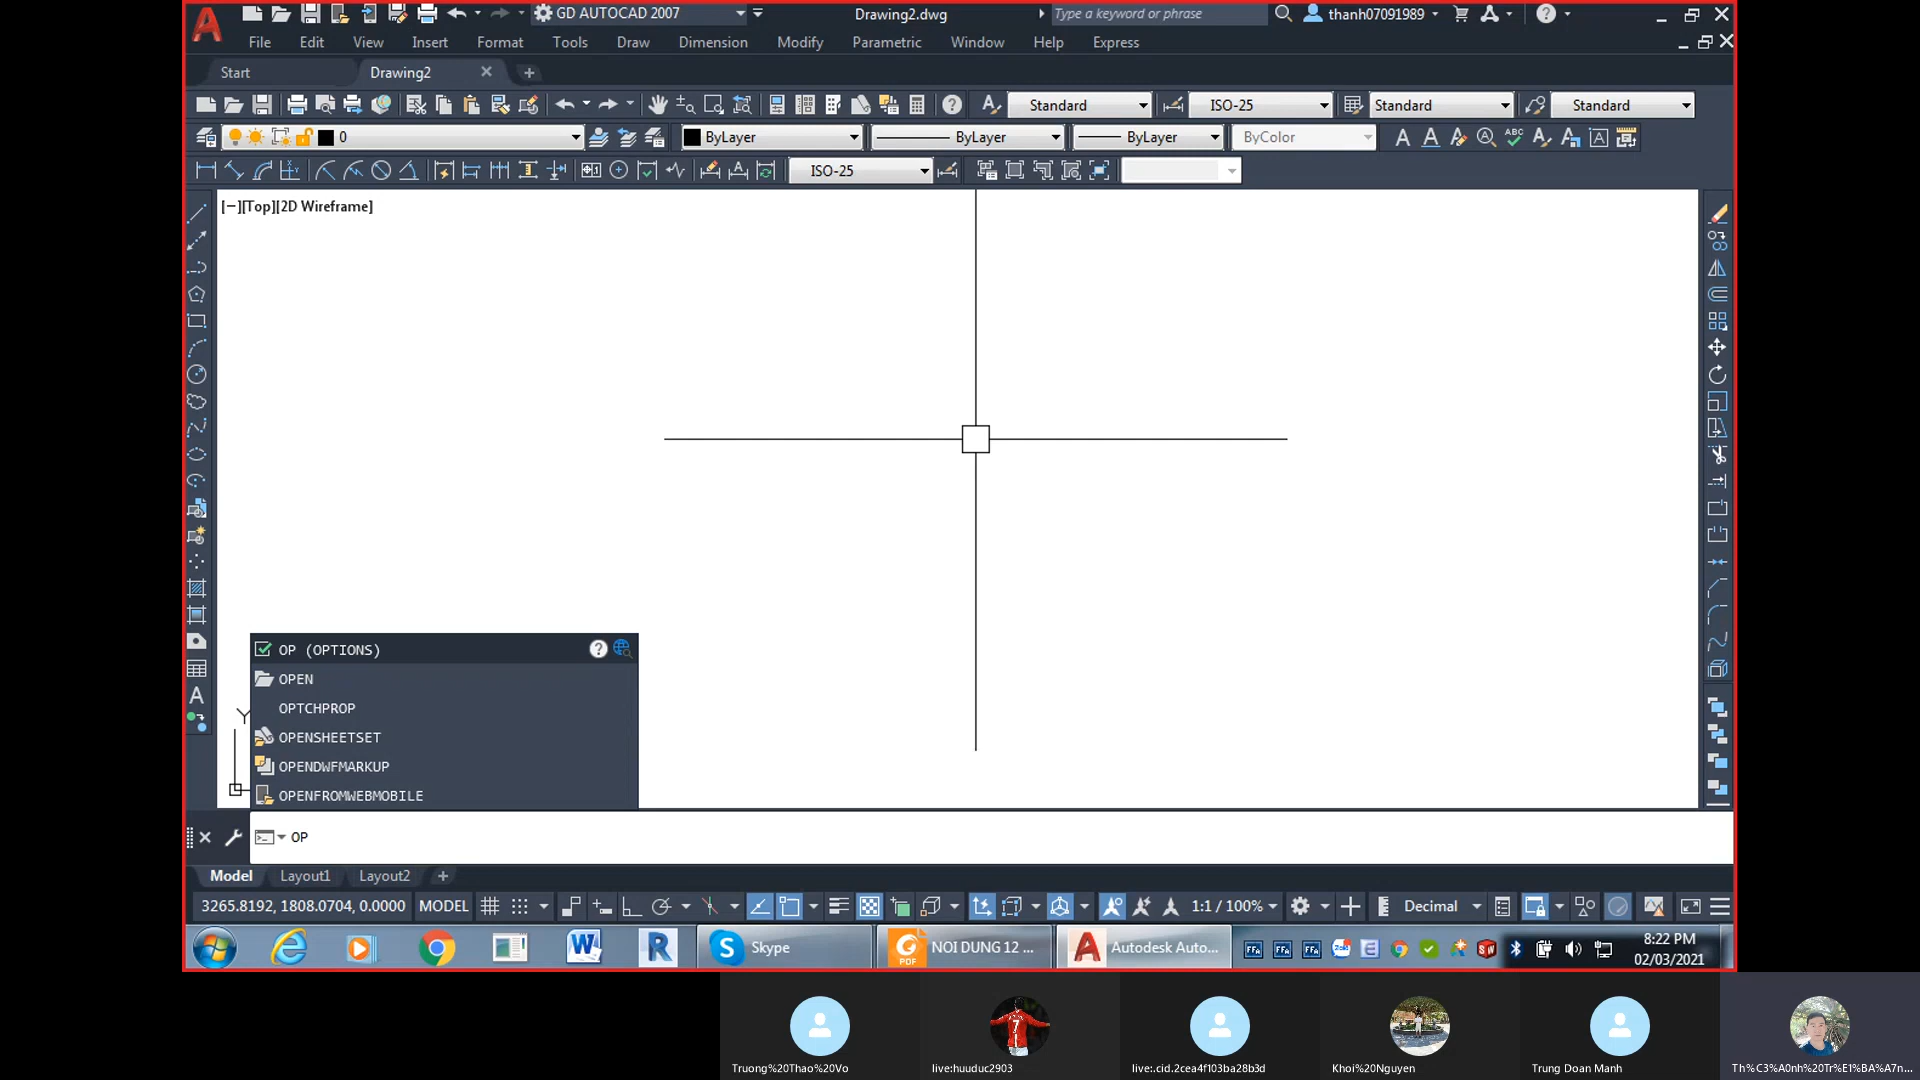 GD AUTOCAD 2007
Drawing2.dwg
Type a keyword or phrase
thanh07091989
File Edit View Insert Format Tools Draw Dimension Modify Parametric Window Help Express
Start
Drawing2
Standard
ISO-25
Standard
Standard
0
ByLayer
ByLayer
ByLayer
ByColor
ISO-25
[−][Top][2D Wireframe]
OP (OPTIONS)
OPEN
OPTCHPROP
OPENSHEETSET
OPENDWFMARKUP
OPENFROMWEBMOBILE
Y
OP
Model Layout1 Layout2
3265.8192, 1808.0704, 0.0000 MODEL
1:1 / 100%
Decimal
Skype
NOI DUNG 12 ...
Autodesk Auto...
8:22 PM
02/03/2021
Truong%20Thao%20Vo
live:huuduc2903
live:.cid.2cea4f103ba28b3d
Khoi%20Nguyen
Trung Doan Manh
Th%C3%A0nh%20Tr%E1%BA%A7n...